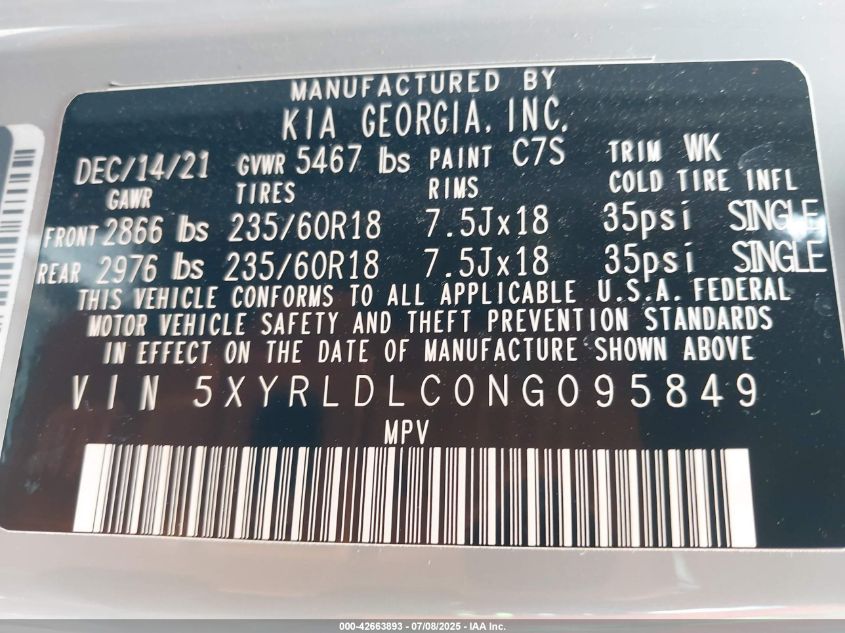 MANUFACTURED BY
KIA GEORGIA, INC.
DEC/14/21 GVWR 5467 lbs PAINT C7S TRIM WK
GAWR TIRES RIMS COLD TIRE INFL
FRONT 2866 lbs 235/60R18 7.5Jx18 35psi SINGLE
REAR 2976 lbs 235/60R18 7.5Jx18 35psi SINGLE
THIS VEHICLE CONFORMS TO ALL APPLICABLE U.S.A. FEDERAL
MOTOR VEHICLE SAFETY AND THEFT PREVENTION STANDARDS
IN EFFECT ON THE DATE OF MANUFACTURE SHOWN ABOVE
VIN 5XYRLDLC0NG095849
MPV
000-42663893 - 07/08/2025 - IAA Inc.